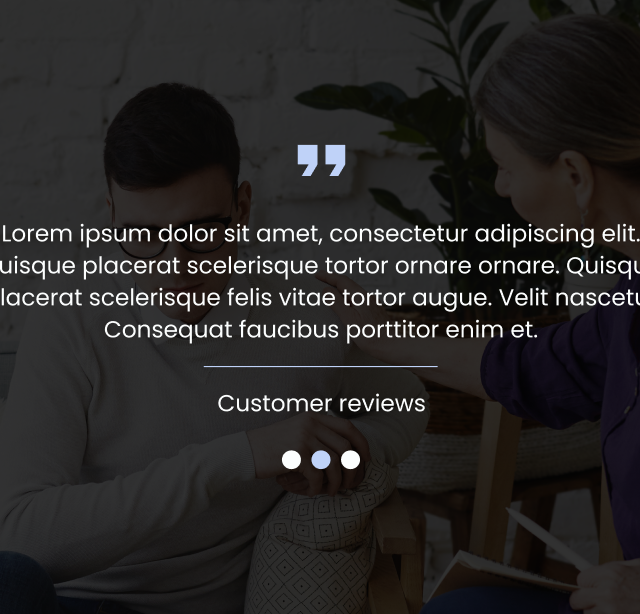 ”
Lorem ipsum dolor sit amet, consectetur adipiscing elit.
uisque placerat scelerisque tortor ornare ornare. Quisqu
lacerat scelerisque felis vitae tortor augue. Velit nascetu
Consequat faucibus porttitor enim et.
Customer reviews